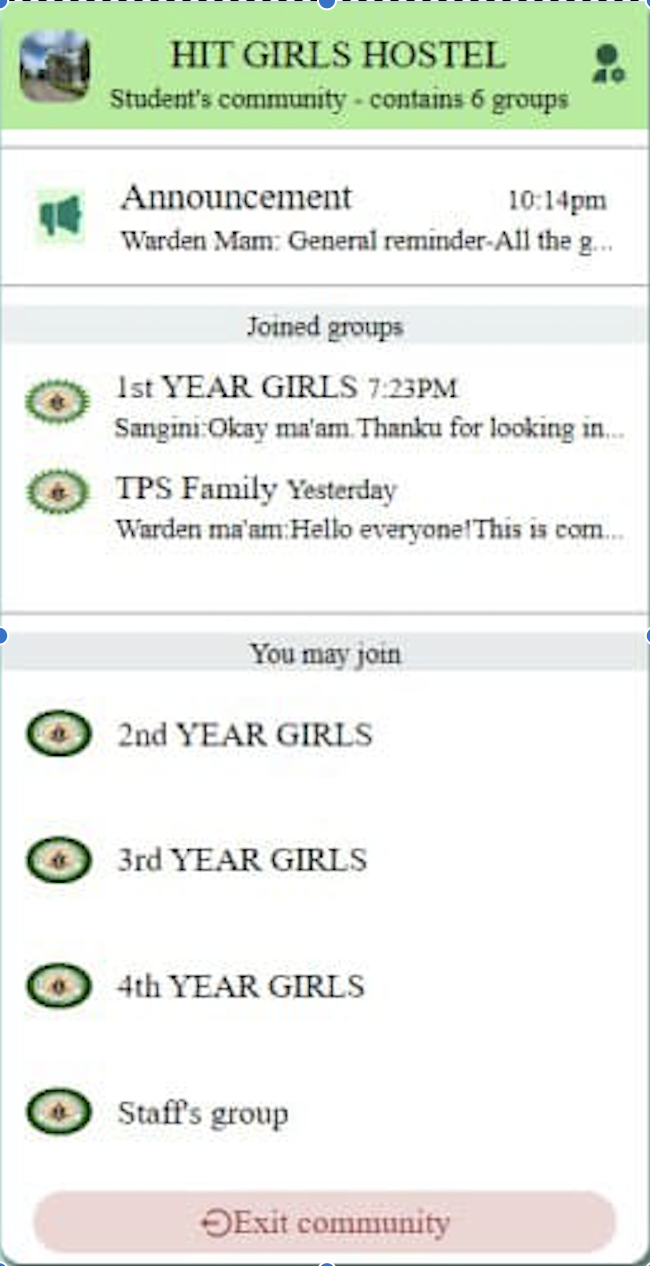 HIT GIRLS HOSTEL
Student's community - contains 6 groups
Announcement 10:14pm
Warden Mam: General reminder-All the g...
Joined groups
1st YEAR GIRLS 7:23PM
Sangini:Okay ma'am.Thanku for looking in...
TPS Family Yesterday
Warden ma'am:Hello everyone!This is com...
You may join
2nd YEAR GIRLS
3rd YEAR GIRLS
4th YEAR GIRLS
Staff's group
Exit community